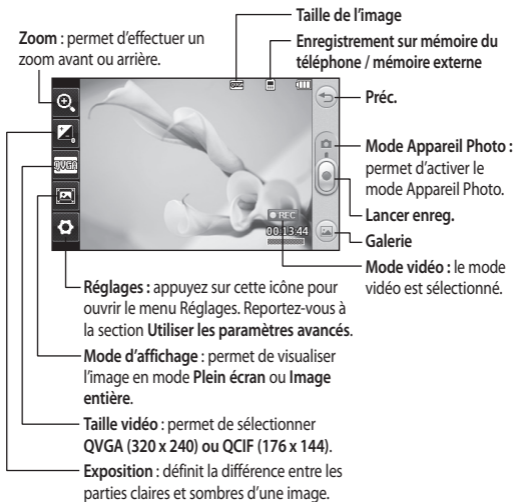 Taille de l'image
Zoom : permet d'effectuer un
zoom avant ou arrière.
Enregistrement sur mémoire du
téléphone / mémoire externe
Préc.
QVGA
REC
00:13:44
Mode Appareil Photo :
permet d'activer le
mode Appareil Photo.
Lancer enreg.
Galerie
Mode vidéo : le mode
vidéo est sélectionné.
Réglages : appuyez sur cette icône pour
ouvrir le menu Réglages. Reportez-vous à
la section Utiliser les paramètres avancés.
Mode d'affichage : permet de visualiser
l'image en mode Plein écran ou Image
entière.
Taille vidéo : permet de sélectionner
QVGA (320 x 240) ou QCIF (176 x 144).
Exposition : définit la différence entre les
parties claires et sombres d'une image.